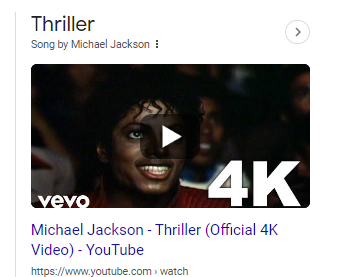 Thriller
Song by Michael Jackson
vevo
4K
Michael Jackson - Thriller (Official 4K
Video) - YouTube
https://www.youtube.com › watch